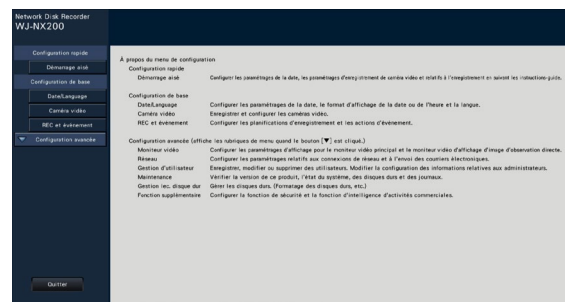 Network Disk Recorder
WJ-NX200
Configuration rapide
Démarrage aisé
Configuration de base
Date/Language
Caméra vidéo
REC et évènement
Configuration avancée
Quitter
À propos du menu de configuration
Configuration rapide
Démarrage aisé Configurer les paramétrages de la date, les paramétrages d'enregistrement de caméra vidéo et relatifs à l'enregistrement en suivant les instructions-guide.
Configuration de base
Date/Language Configurer les paramétrages de la date, le format d'affichage de la date ou de l'heure et la langue.
Caméra vidéo Enregistrer et configurer les caméras vidéo.
REC et évènement Configurer les planifications d'enregistrement et les actions d'événement.
Configuration avancée (affiche les rubriques de menu quand le bouton [▼] est cliqué.)
Moniteur vidéo Configurer les paramétrages d'affichage pour le moniteur vidéo principal et le moniteur vidéo d'affichage d'image d'observation directe.
Réseau Configurer les paramétrages relatifs aux connexions de réseau et à l'envoi des courriers électroniques.
Gestion d'utilisateur Enregistrer, modifier ou supprimer des utilisateurs. Modifier la configuration des informations relatives aux administrateurs.
Maintenance Vérifier la version de ce produit, l'état du système, des disques durs et des journaux.
Gestion lec. disque dur Gérer les disques durs. (Formatage des disques durs, etc.)
Fonction supplémentaire Configurer la fonction de sécurité et la fonction d'intelligence d'activités commerciales.